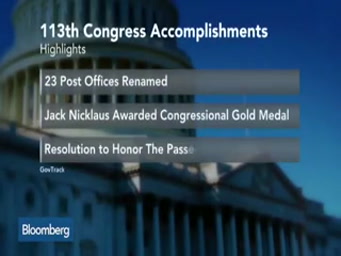 113th Congress Accomplishments
Highlights
23 Post Offices Renamed
Jack Nicklaus Awarded Congressional Gold Medal
Resolution to Honor The Passe
GovTrack
Bloomberg